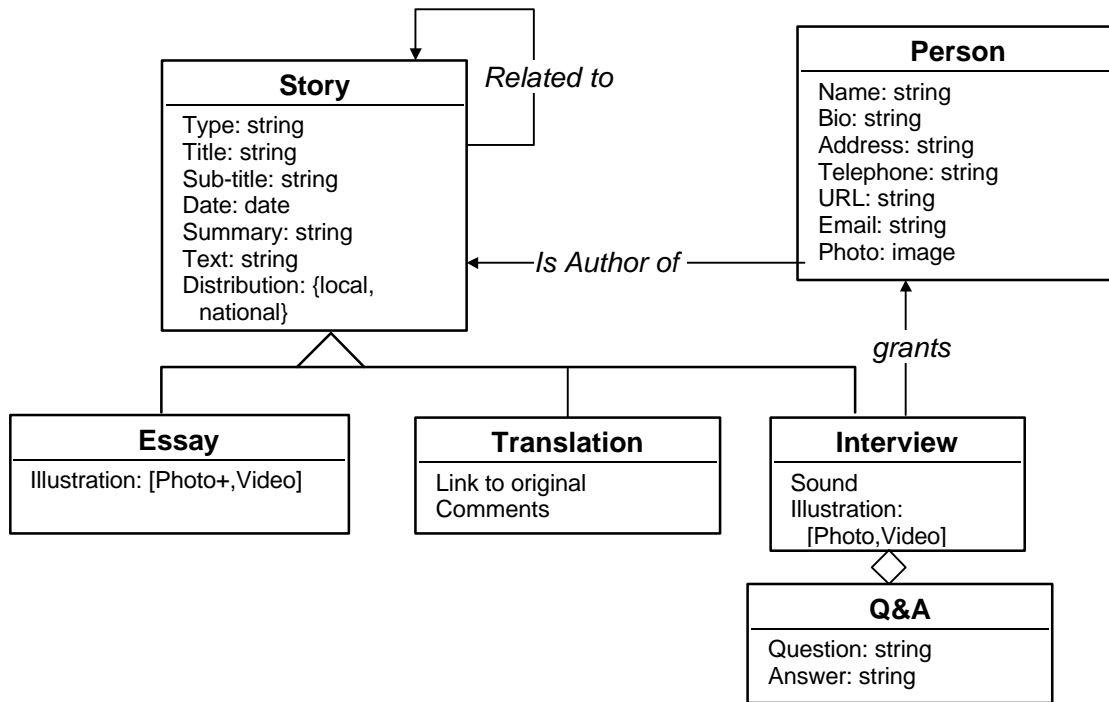 Related to
Story
Type: string
Title: string
Sub-title: string
Date: date
Summary: string
Text: string
Distribution: {local,
national}
Person
Name: string
Bio: string
Address: string
Telephone: string
URL: string
Email: string
Photo: image
Is Author of
grants
Essay
Illustration: [Photo+,Video]
Translation
Link to original
Comments
Interview
Sound
Illustration:
[Photo,Video]
Q&A
Question: string
Answer: string